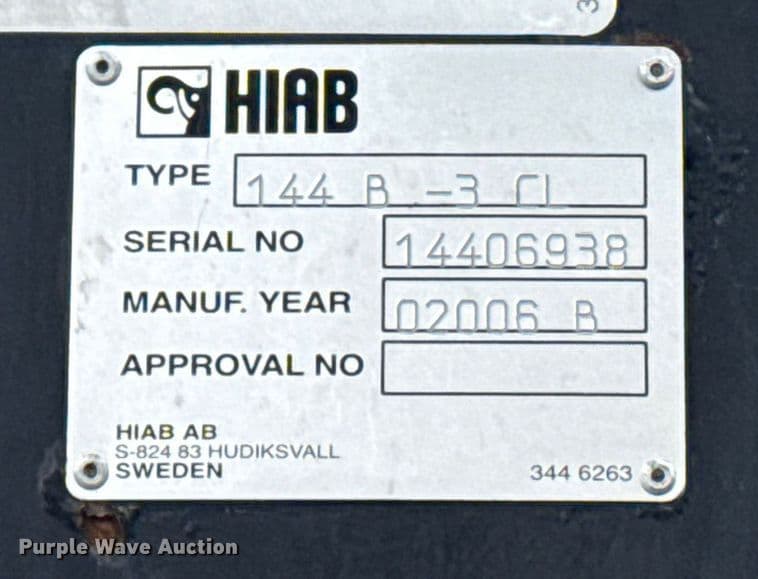 3
HIAB
TYPE 144 B -3 CL
SERIAL NO 14406938
MANUF. YEAR 02006 B
APPROVAL NO
HIAB AB
S-824 83 HUDIKSVALL
SWEDEN 344 6263
Purple Wave Auction